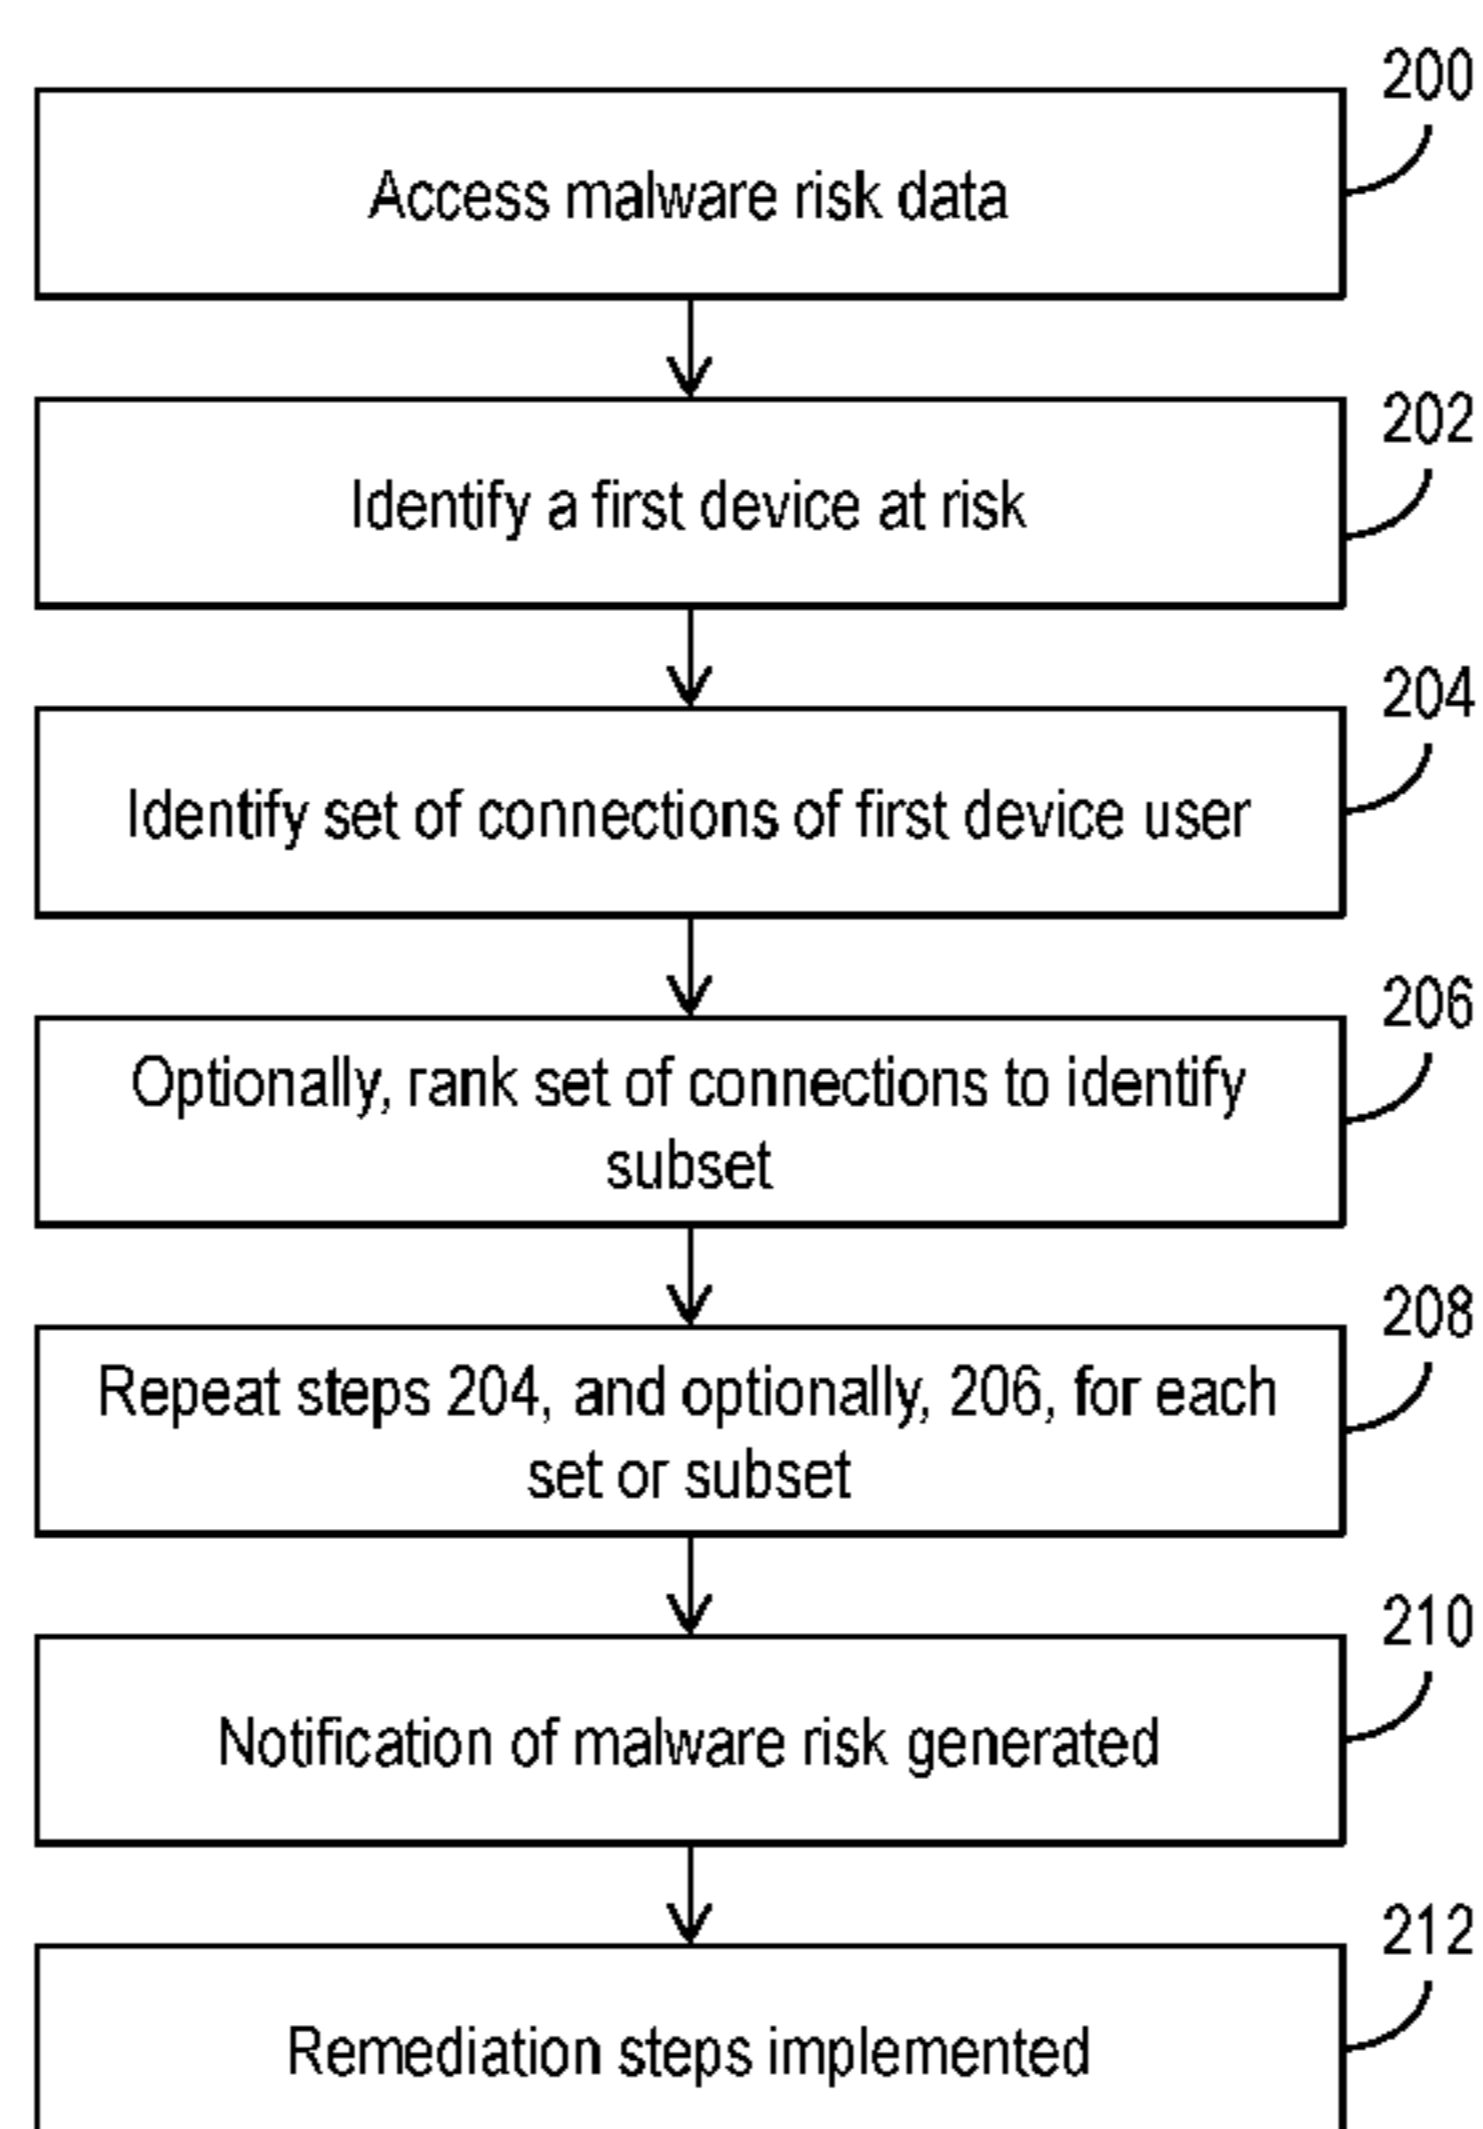 200
Access malware risk data
202
Identify a first device at risk
204
Identify set of connections of first device user
206
Optionally, rank set of connections to identify
subset
208
Repeat steps 204, and optionally, 206, for each
set or subset
210
Notification of malware risk generated
212
Remediation steps implemented